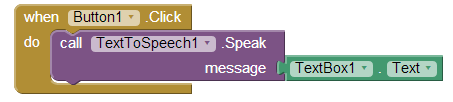 when Button1 .Click
do call TextToSpeech1 .Speak
message TextBox1 . Text